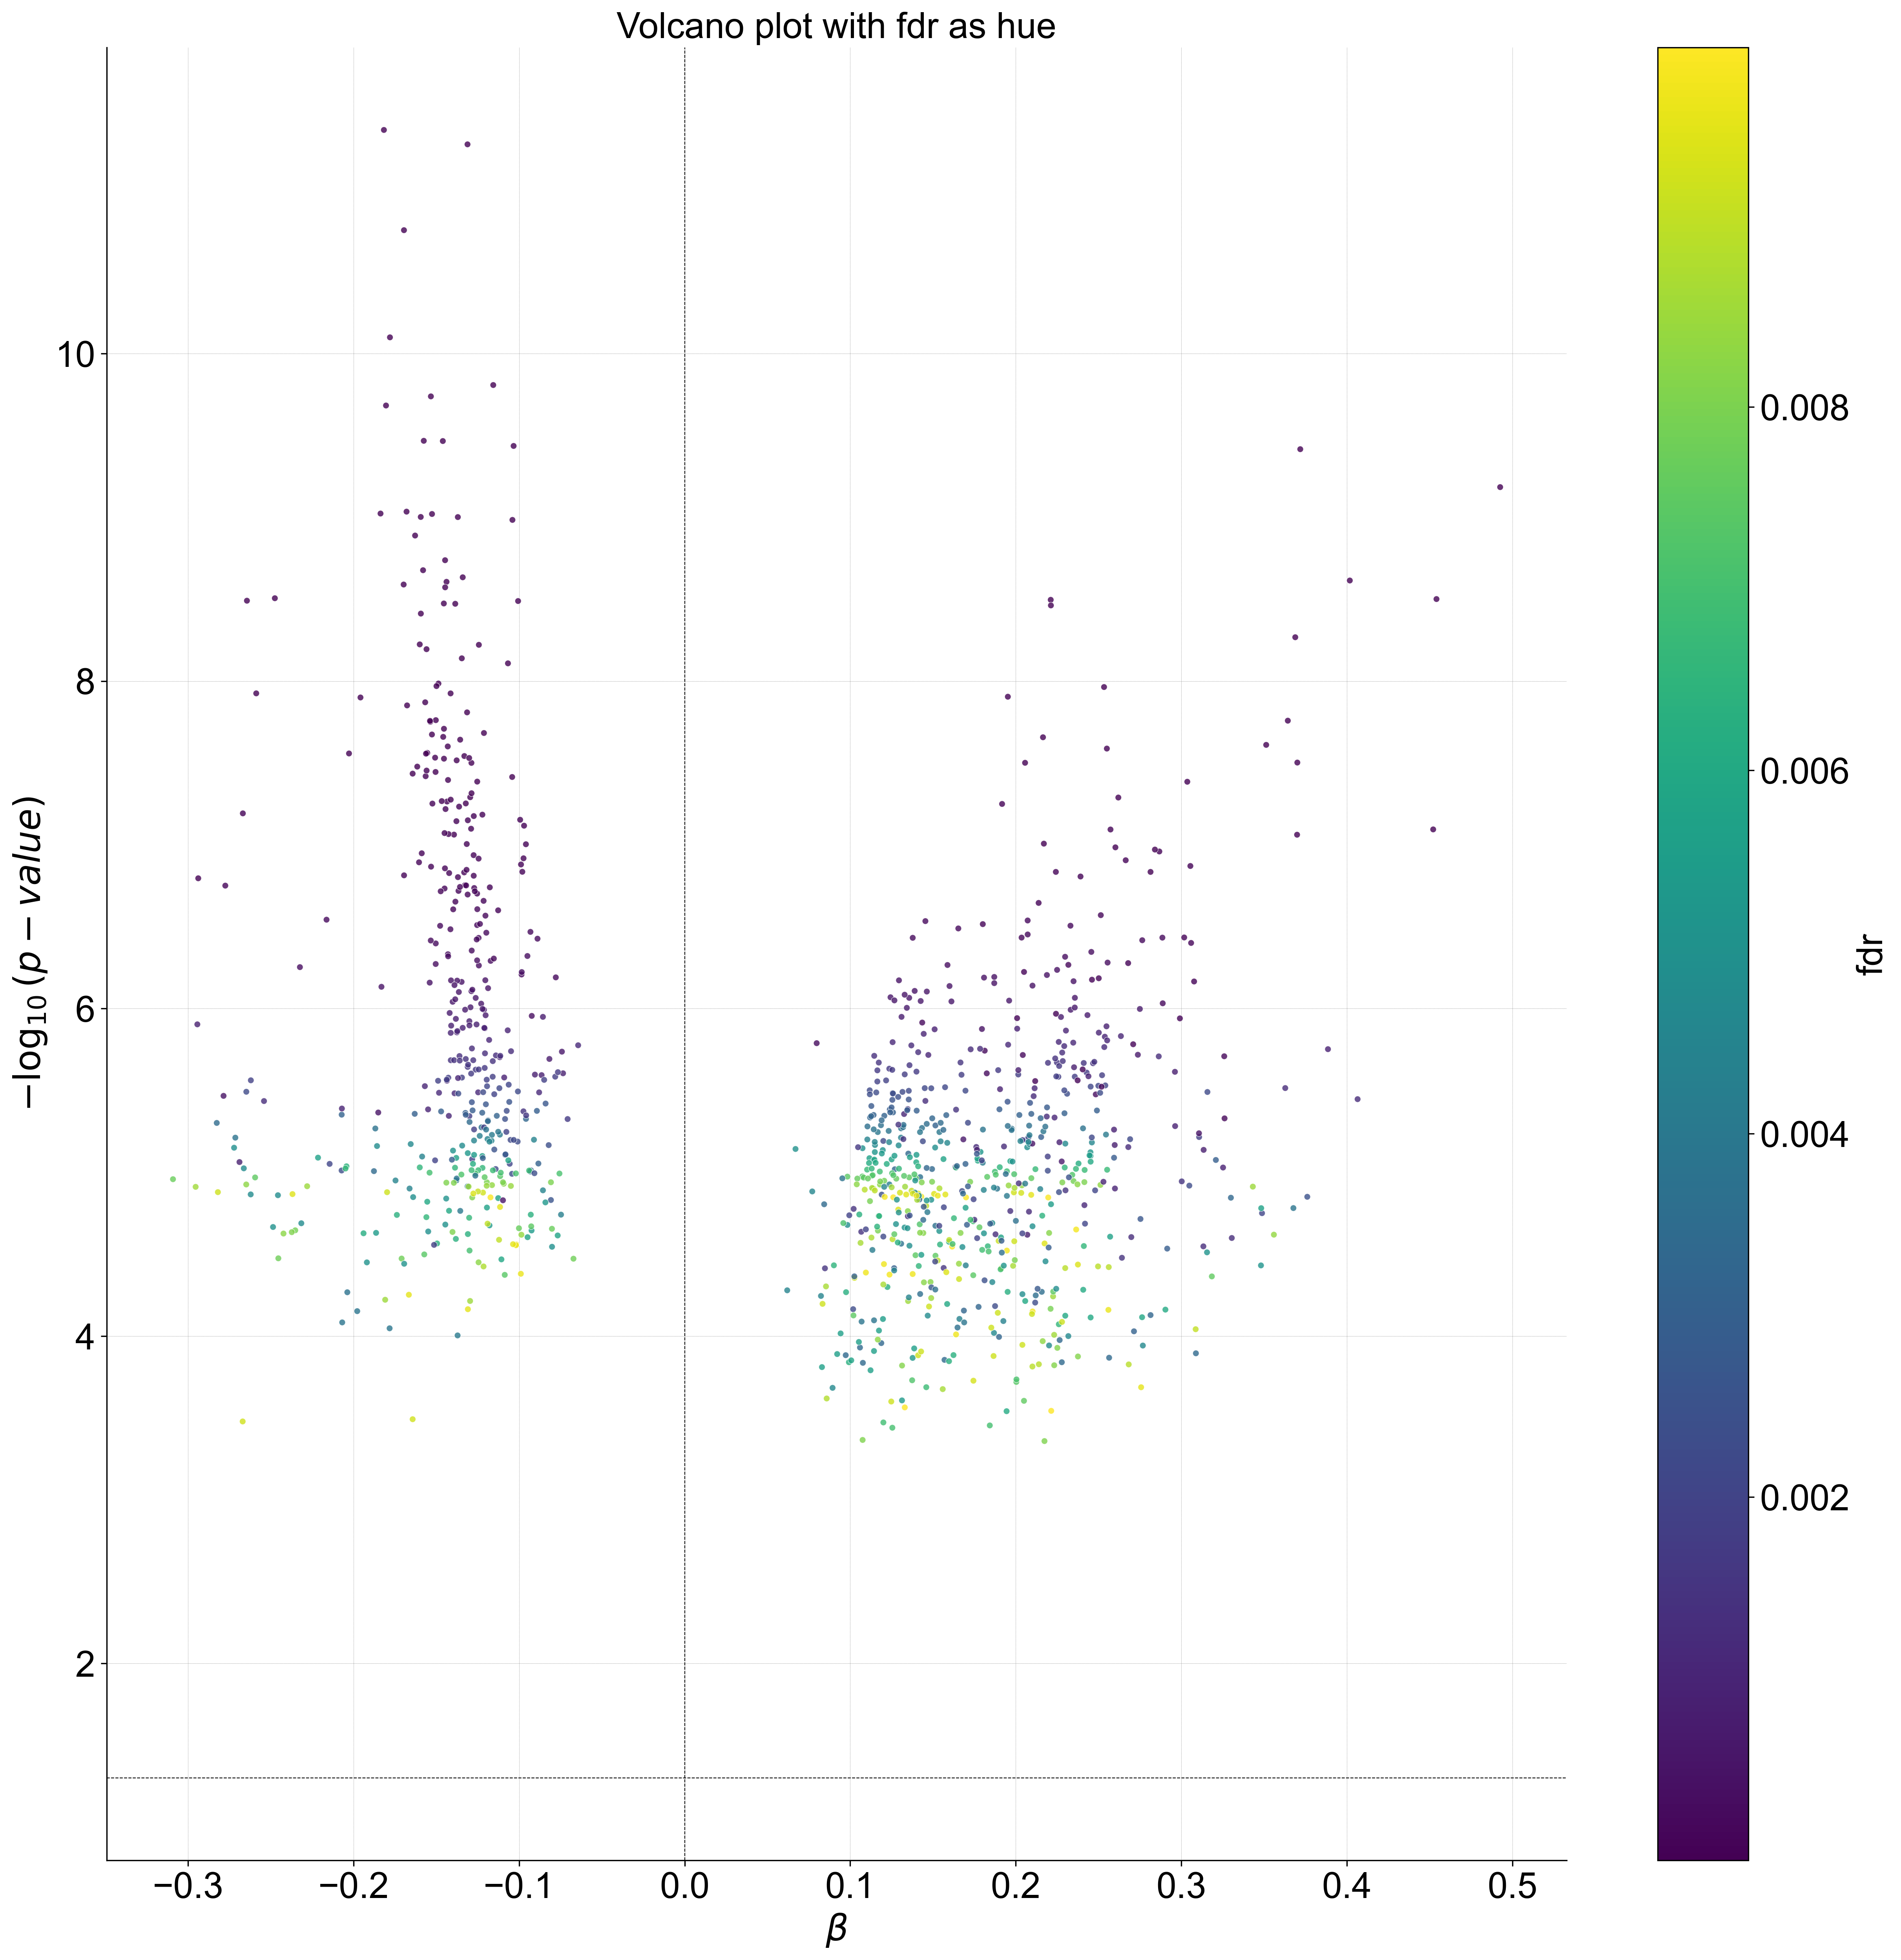 Volcano plot with fdr as hue
−log₁₀ (p − value)
10
8
6
4
2
−0.3 −0.2 −0.1 0.0 0.1 0.2 0.3 0.4 0.5
β
0.008
0.006
0.004
0.002
fdr